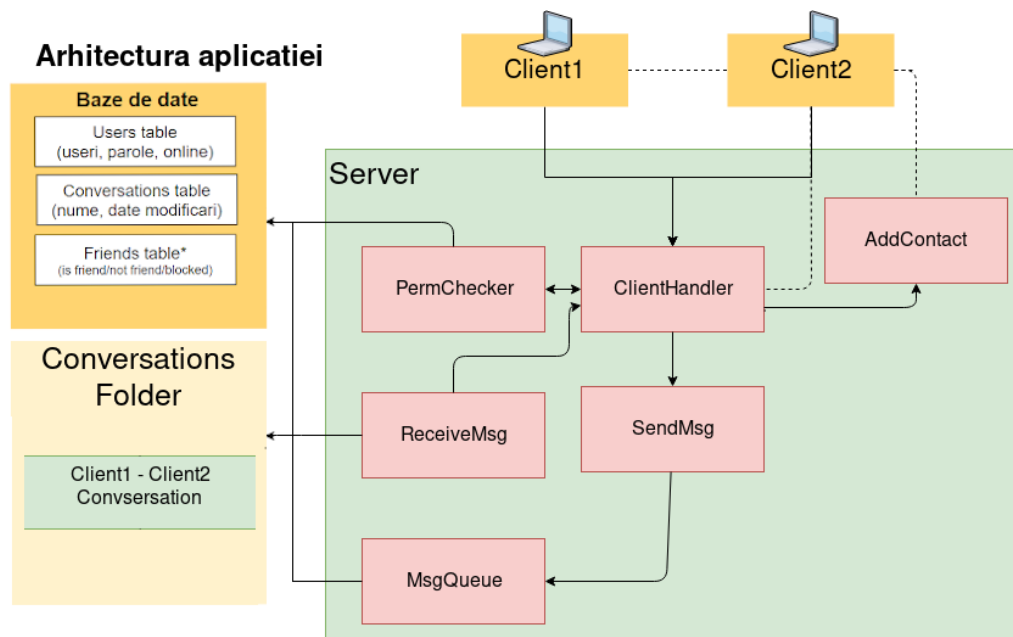 Arhitectura aplicatiei
Client1
Client2
Baze de date
Users table
(useri, parole, online)
Conversations table
(nume, date modificari)
Friends table*
(is friend/not friend/blocked)
Server
AddContact
PermChecker
ClientHandler
Conversations
Folder
ReceiveMsg
SendMsg
Client1 - Client2
Convsersation
MsgQueue